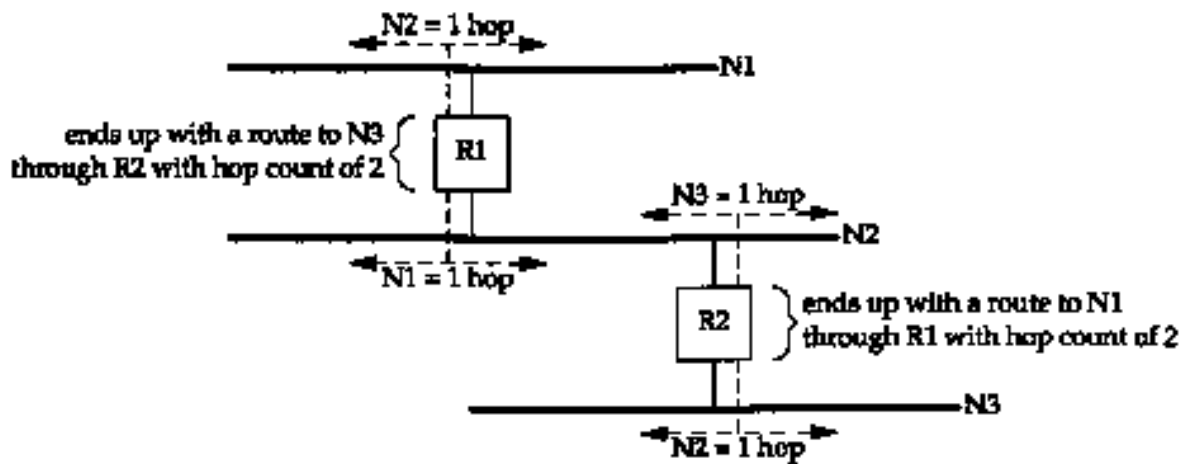 N2 = 1 hop
N1
ends up with a route to N3
through R2 with hop count of 2
R1
N3 = 1 hop
N2
N1 = 1 hop
R2
ends up with a route to N1
through R1 with hop count of 2
N3
N2 = 1 hop